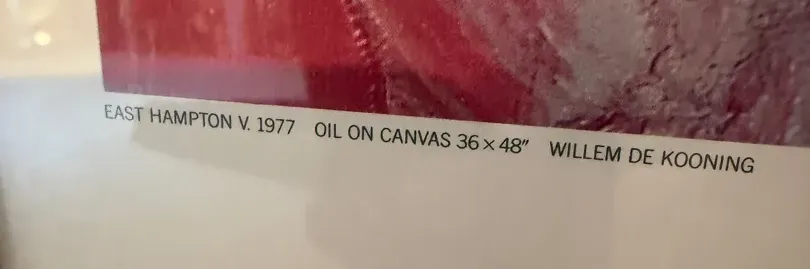 EAST HAMPTON V. 1977 OIL ON CANVAS 36 × 48" WILLEM DE KOONING